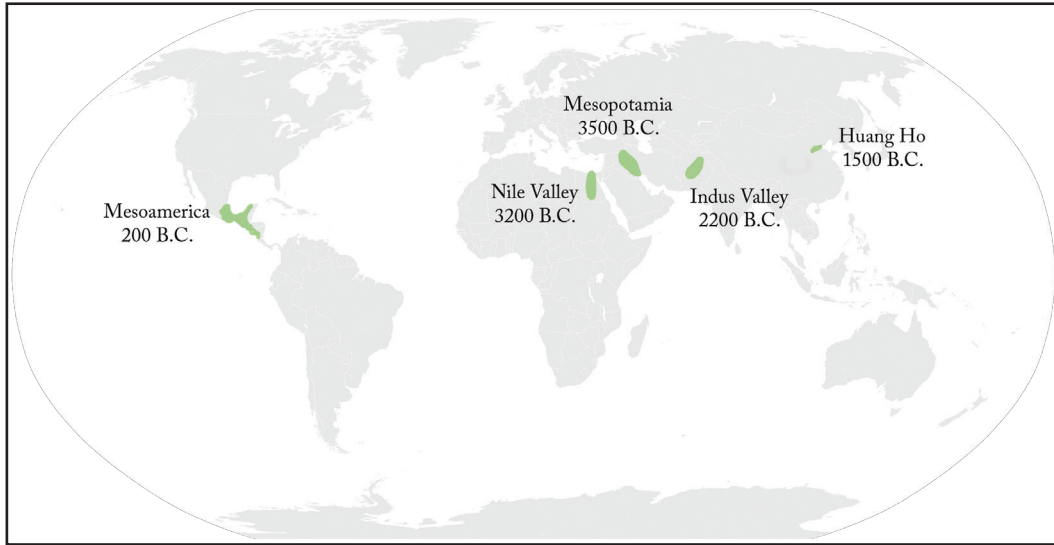 Mesopotamia
3500 B.C.
Huang Ho
1500 B.C.
Nile Valley
3200 B.C.
Indus Valley
2200 B.C.
Mesoamerica
200 B.C.